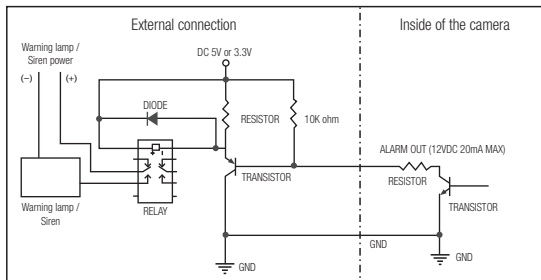 External connection
Inside of the camera
Warning lamp /
Siren power
(−)
(+)
DC 5V or 3.3V
DIODE
RESISTOR
10K ohm
ALARM OUT (12VDC 20mA MAX)
RESISTOR
TRANSISTOR
TRANSISTOR
Warning lamp /
Siren
RELAY
GND
GND
GND